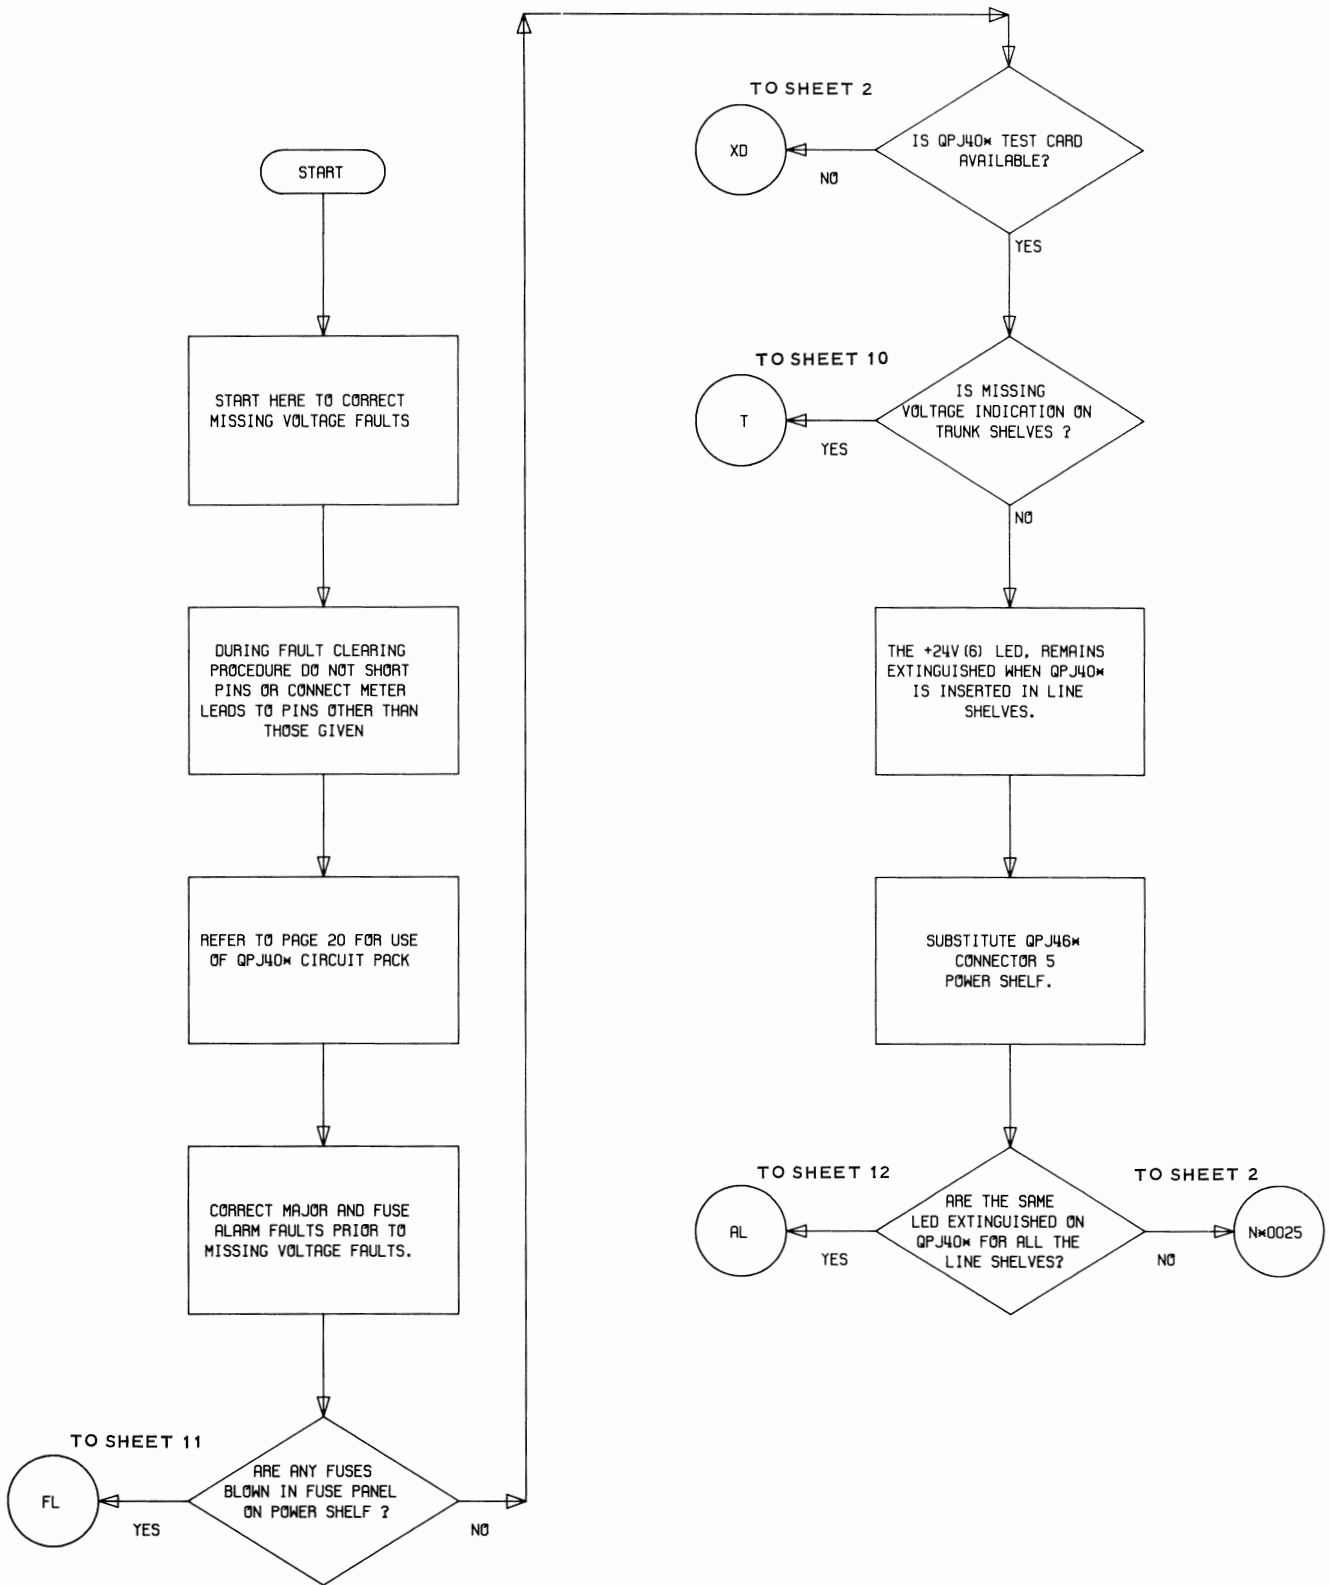 START
START HERE TO CORRECT
MISSING VOLTAGE FAULTS
DURING FAULT CLEARING
PROCEDURE DO NOT SHORT
PINS OR CONNECT METER
LEADS TO PINS OTHER THAN
THOSE GIVEN
REFER TO PAGE 20 FOR USE
OF QPJ40* CIRCUIT PACK
CORRECT MAJOR AND FUSE
ALARM FAULTS PRIOR TO
MISSING VOLTAGE FAULTS.
TO SHEET 11
ARE ANY FUSES
BLOWN IN FUSE PANEL
ON POWER SHELF ?
FL
YES
NO
TO SHEET 2
XD
NO
IS QPJ40* TEST CARD
AVAILABLE?
YES
TO SHEET 10
T
YES
IS MISSING
VOLTAGE INDICATION ON
TRUNK SHELVES ?
NO
THE +24V(6) LED, REMAINS
EXTINGUISHED WHEN QPJ40*
IS INSERTED IN LINE
SHELVES.
SUBSTITUTE QPJ46*
CONNECTOR 5
POWER SHELF.
TO SHEET 12
AL
YES
ARE THE SAME
LED EXTINGUISHED ON
QPJ40* FOR ALL THE
LINE SHELVES?
TO SHEET 2
NO
N*0025